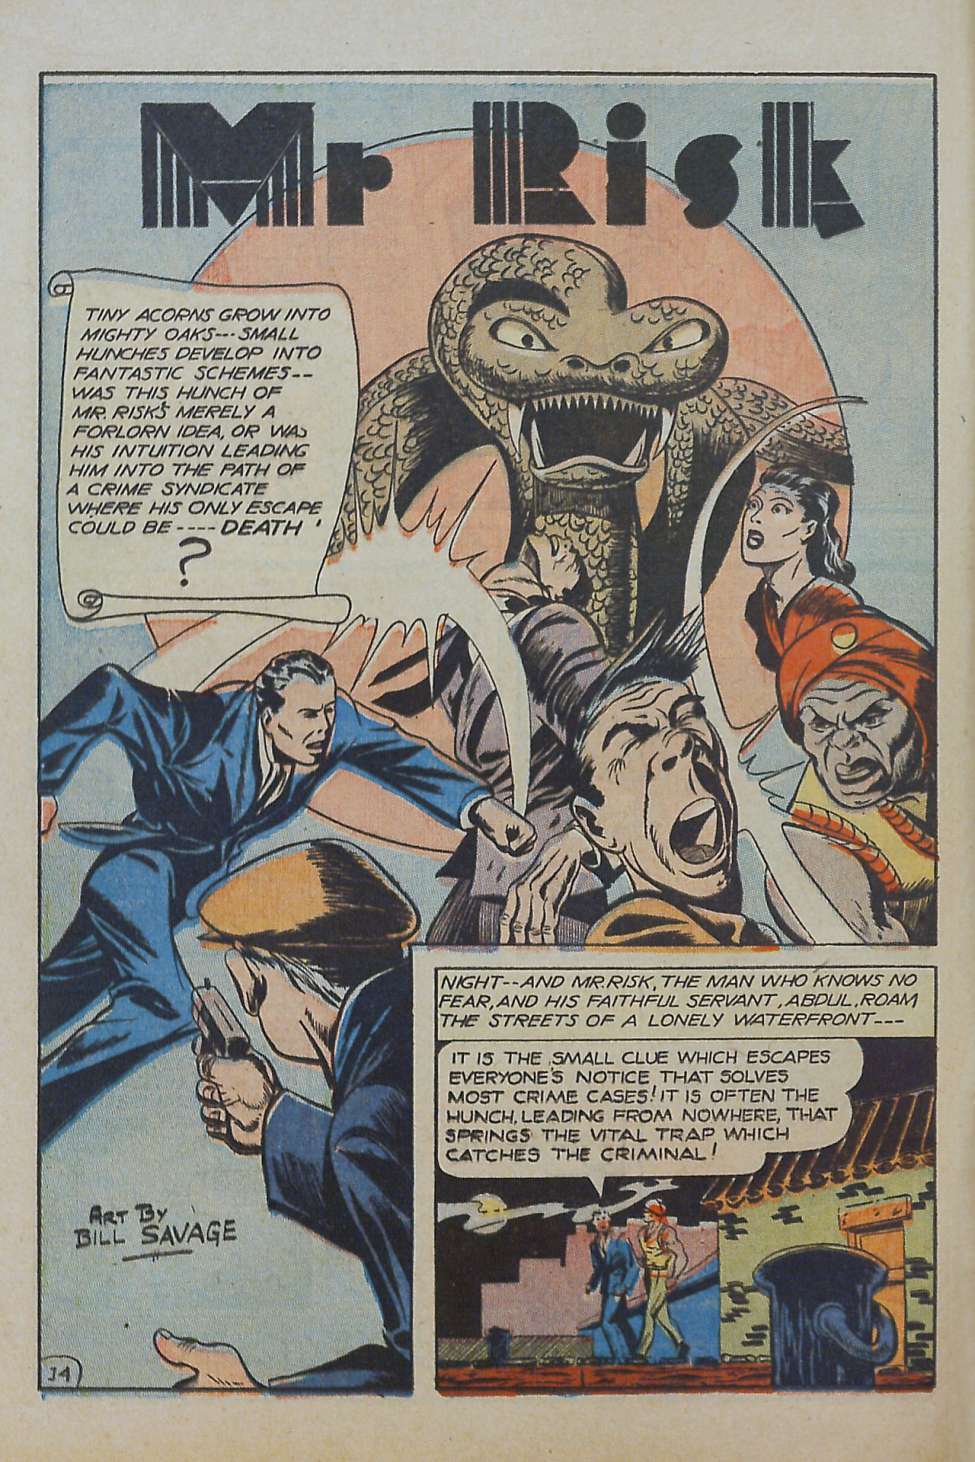 Mr Risk
TINY ACORNS GROW INTO
MIGHTY OAKS--- SMALL
HUNCHES DEVELOP INTO
FANTASTIC SCHEMES--
WAS THIS HUNCH OF
MR. RISK'S MERELY A
FORLORN IDEA, OR WAS
HIS INTUITION LEADING
HIM INTO THE PATH OF
A CRIME SYNDICATE
WHERE HIS ONLY ESCAPE
COULD BE ---- DEATH '
?
NIGHT-- AND MR. RISK, THE MAN WHO KNOWS NO
FEAR, AND HIS FAITHFUL SERVANT, ABDUL, ROAM
THE STREETS OF A LONELY WATERFRONT---
IT IS THE SMALL CLUE WHICH ESCAPES
EVERYONE'S NOTICE THAT SOLVES
MOST CRIME CASES! IT IS OFTEN THE
HUNCH, LEADING FROM NOWHERE, THAT
SPRINGS THE VITAL TRAP WHICH
CATCHES THE CRIMINAL!
ART BY
BILL SAVAGE
14